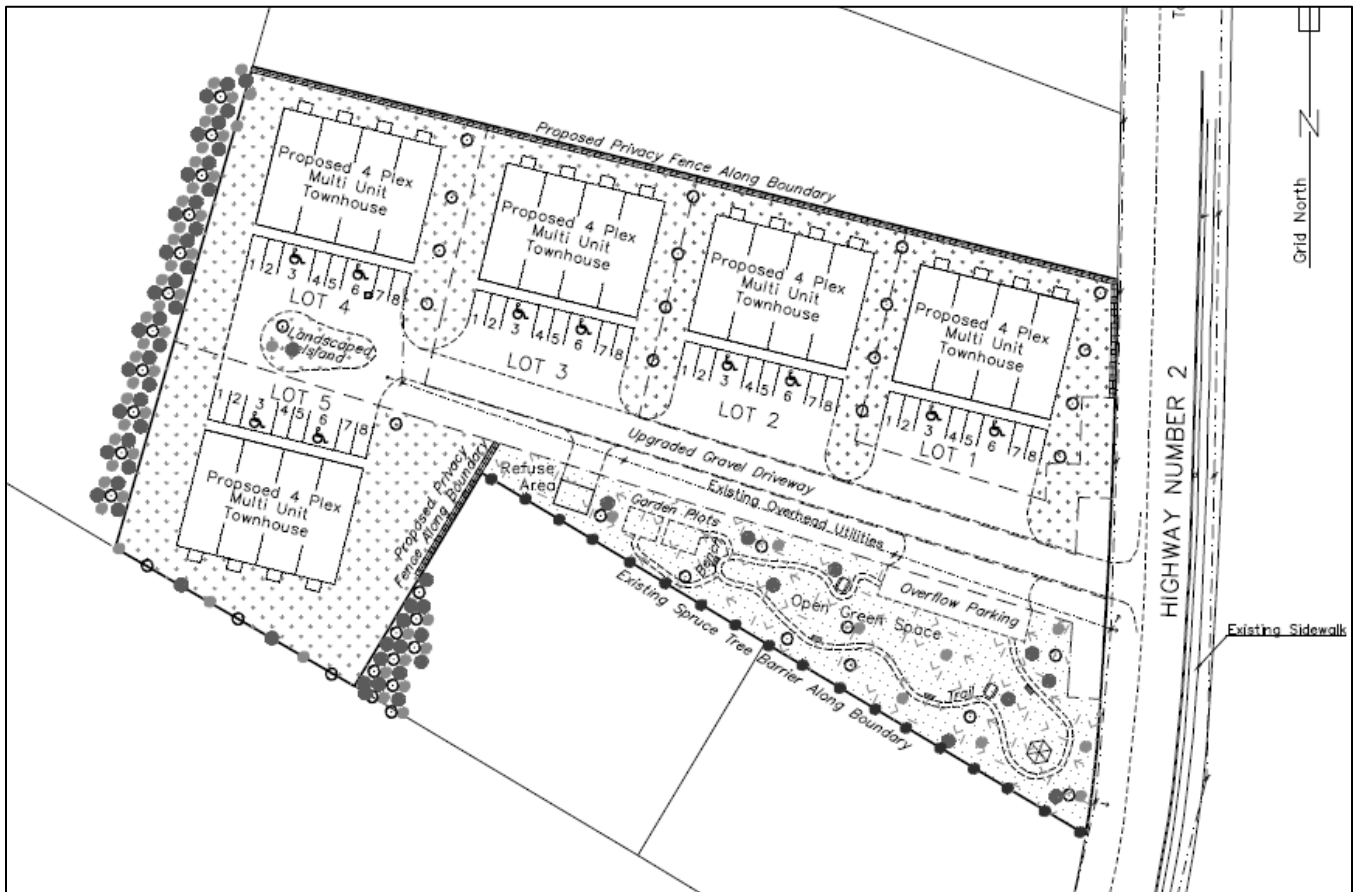 Grid North
N
HIGHWAY NUMBER 2
Existing Sidewalk
Proposed Privacy Fence Along Boundary
Proposed 4 Plex
Multi Unit
Townhouse
1 2 3 4 5 6 7 8
LOT 4
Landscaped
Island
Proposed 4 Plex
Multi Unit
Townhouse
1 2 3 4 5 6 7 8
LOT 3
Proposed 4 Plex
Multi Unit
Townhouse
1 2 3 4 5 6 7 8
LOT 2
Proposed 4 Plex
Multi Unit
Townhouse
1 2 3 4 5 6 7 8
LOT 1
LOT 5
1 2 3 4 5 6 7 8
Propsoed 4 Plex
Multi Unit
Townhouse
Proposed Privacy
Fence Along Boundary
Upgraded Gravel Driveway
Existing Overhead Utilities
Refuse
Area
Garden Plots
Overflow Parking
Open Green Space
Trail
Existing Spruce Tree Barrier Along Boundary